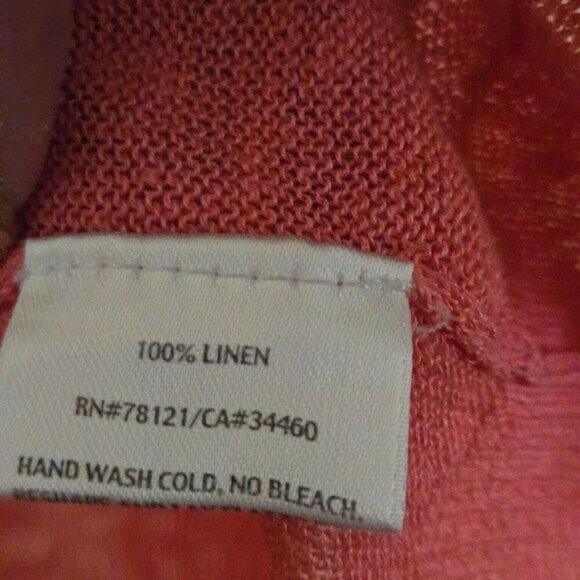 100% LINEN
RN#78121/CA#34460
HAND WASH COLD, NO BLEACH.